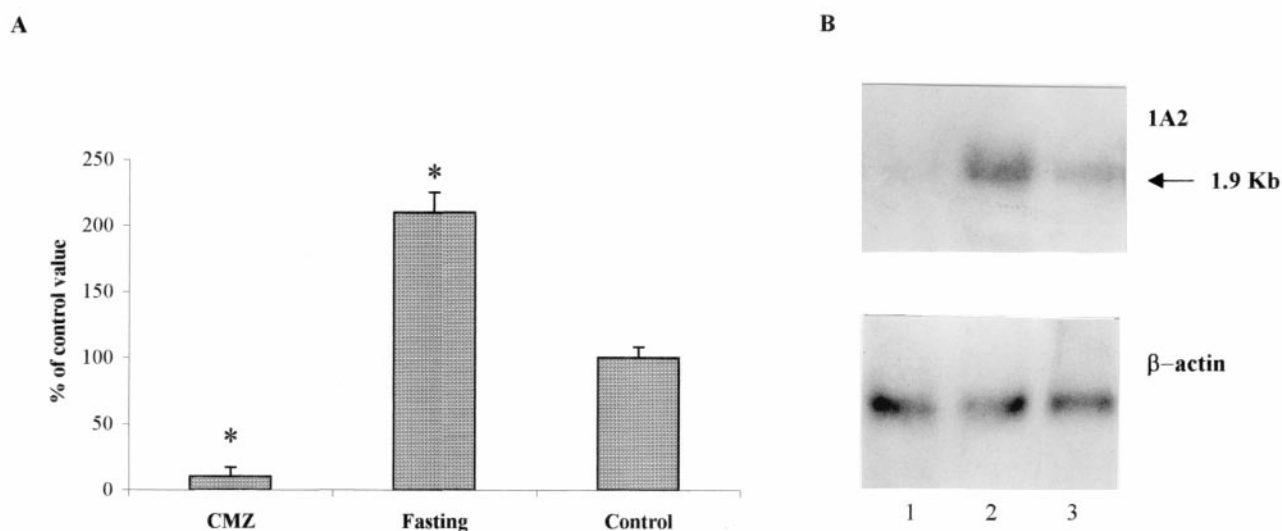 A
B
250
200
150
100
50
0
% of control value
*
*
CMZ
Fasting
Control
1A2
← 1.9 Kb
β–actin
1 2 3